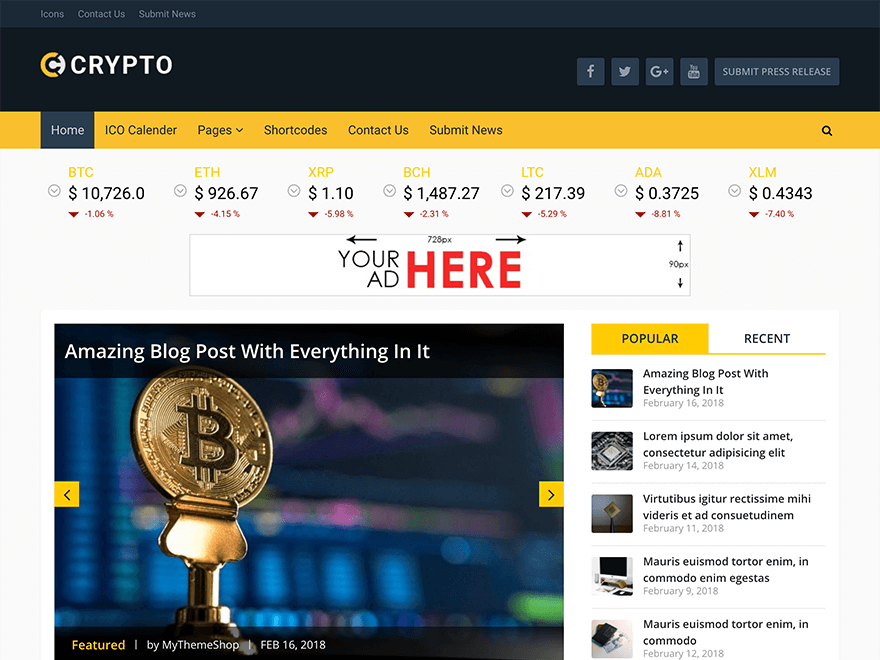 Icons Contact Us Submit News
CRYPTO
SUBMIT PRESS RELEASE
Home ICO Calender Pages Shortcodes Contact Us Submit News
BTC ETH XRP BCH LTC ADA XLM
$ 10,726.0 $ 926.67 $ 1.10 $ 1,487.27 $ 217.39 $ 0.3725 $ 0.4343
-1.06 % -4.15 % -5.98 % -2.31 % -5.29 % -8.81 % -7.40 %
728px
YOUR AD HERE
90px
Amazing Blog Post With Everything In It
Featured | by MyThemeShop | FEB 16, 2018
POPULAR RECENT
Amazing Blog Post With
Everything In It
February 16, 2018
Lorem ipsum dolor sit amet,
consectetur adipisicing elit
February 14, 2018
Virtutibus igitur rectissime mihi
videris et ad consuetudinem
February 11, 2018
Mauris euismod tortor enim, in
commodo enim egestas
February 9, 2018
Mauris euismod tortor enim, in
commodo
February 12, 2018